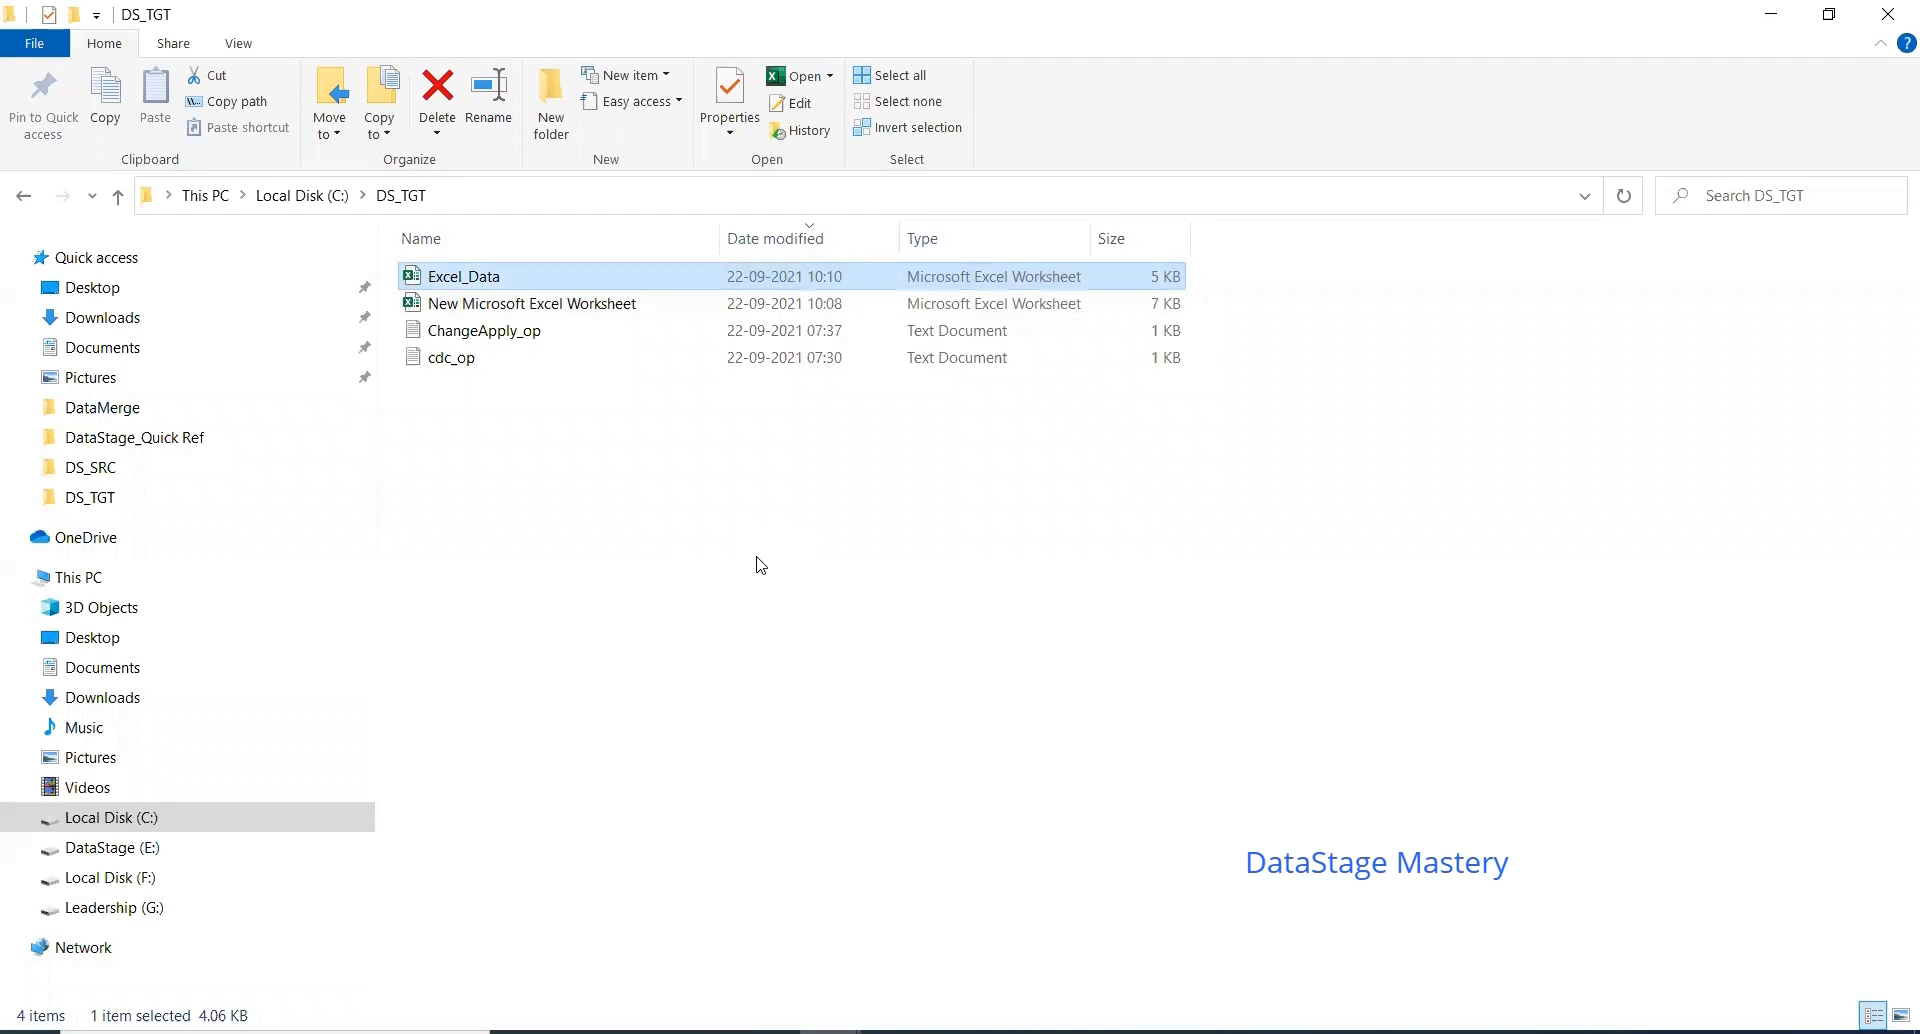 DS_TGT
File Home Share View
Pin to Quick access
Copy
Paste
Cut
Copy path
Paste shortcut
Clipboard
Move to
Copy to
Delete
Rename
Organize
New folder
New item
Easy access
New
Properties
Open
Edit
History
Open
Select all
Select none
Invert selection
Select
This PC > Local Disk (C:) > DS_TGT
Search DS_TGT
Quick access
Desktop
Downloads
Documents
Pictures
DataMerge
DataStage_Quick Ref
DS_SRC
DS_TGT
OneDrive
This PC
3D Objects
Desktop
Documents
Downloads
Music
Pictures
Videos
Local Disk (C:)
DataStage (E:)
Local Disk (F:)
Leadership (G:)
Network
Name Date modified Type Size
Excel_Data 22-09-2021 10:10 Microsoft Excel Worksheet 5 KB
New Microsoft Excel Worksheet 22-09-2021 10:08 Microsoft Excel Worksheet 7 KB
ChangeApply_op 22-09-2021 07:37 Text Document 1 KB
cdc_op 22-09-2021 07:30 Text Document 1 KB
DataStage Mastery
4 items 1 item selected 4.06 KB